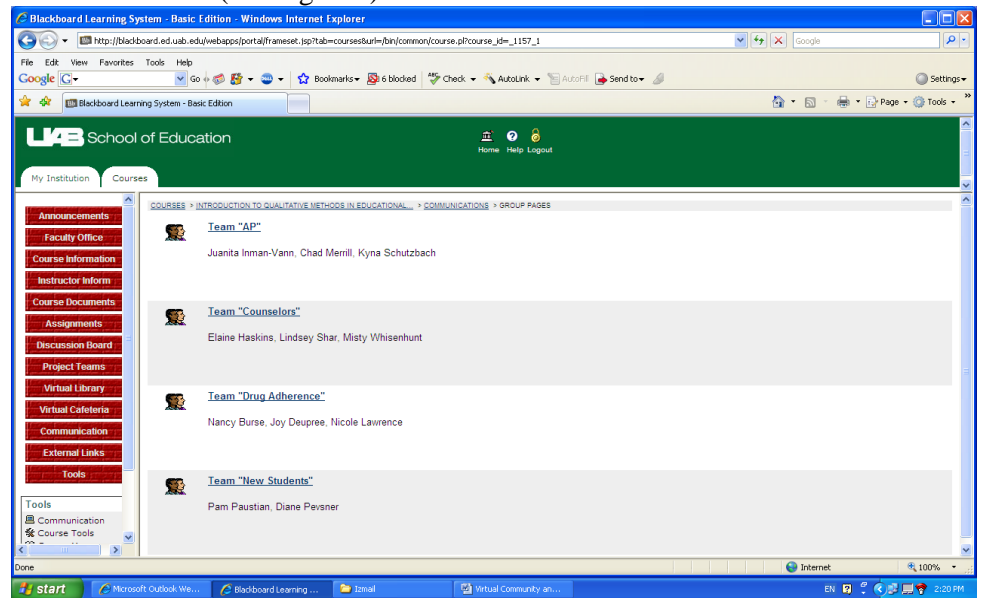 Blackboard Learning System - Basic Edition - Windows Internet Explorer
http://blackboard.ed.uab.edu/webapps/portal/frameset.jsp?tab=courses&url=/bin/common/course.pl?course_id=_1157_1
Google
File Edit View Favorites Tools Help
Google G Go Bookmarks 6 blocked Check AutoLink AutoFill Send to Settings
Blackboard Learning System - Basic Edition
Page Tools
UAB School of Education
Home Help Logout
My Institution Courses
COURSES > INTRODUCTION TO QUALITATIVE METHODS IN EDUCATIONAL... > COMMUNICATIONS > GROUP PAGES
Announcements
Faculty Office
Course Information
Instructor Inform
Course Documents
Assignments
Discussion Board
Project Teams
Virtual Library
Virtual Cafeteria
Communication
External Links
Tools
Tools
Communication
Course Tools
Team "AP"
Juanita Inman-Vann, Chad Merrill, Kyna Schutzbach
Team "Counselors"
Elaine Haskins, Lindsey Shar, Misty Whisenhunt
Team "Drug Adherence"
Nancy Burse, Joy Deupree, Nicole Lawrence
Team "New Students"
Pam Paustian, Diane Pevsner
Done Internet 100%
start Microsoft Outlook We... Blackboard Learning ... Izmail Virtual Community an... EN 2:20 PM